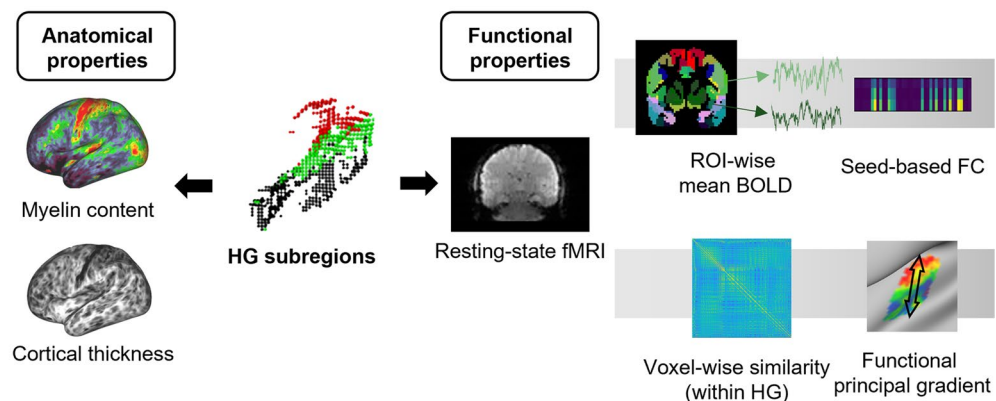 Anatomical
properties
Myelin content
Cortical thickness
HG subregions
Functional
properties
Resting-state fMRI
ROI-wise
mean BOLD
Seed-based FC
Voxel-wise similarity
(within HG)
Functional
principal gradient